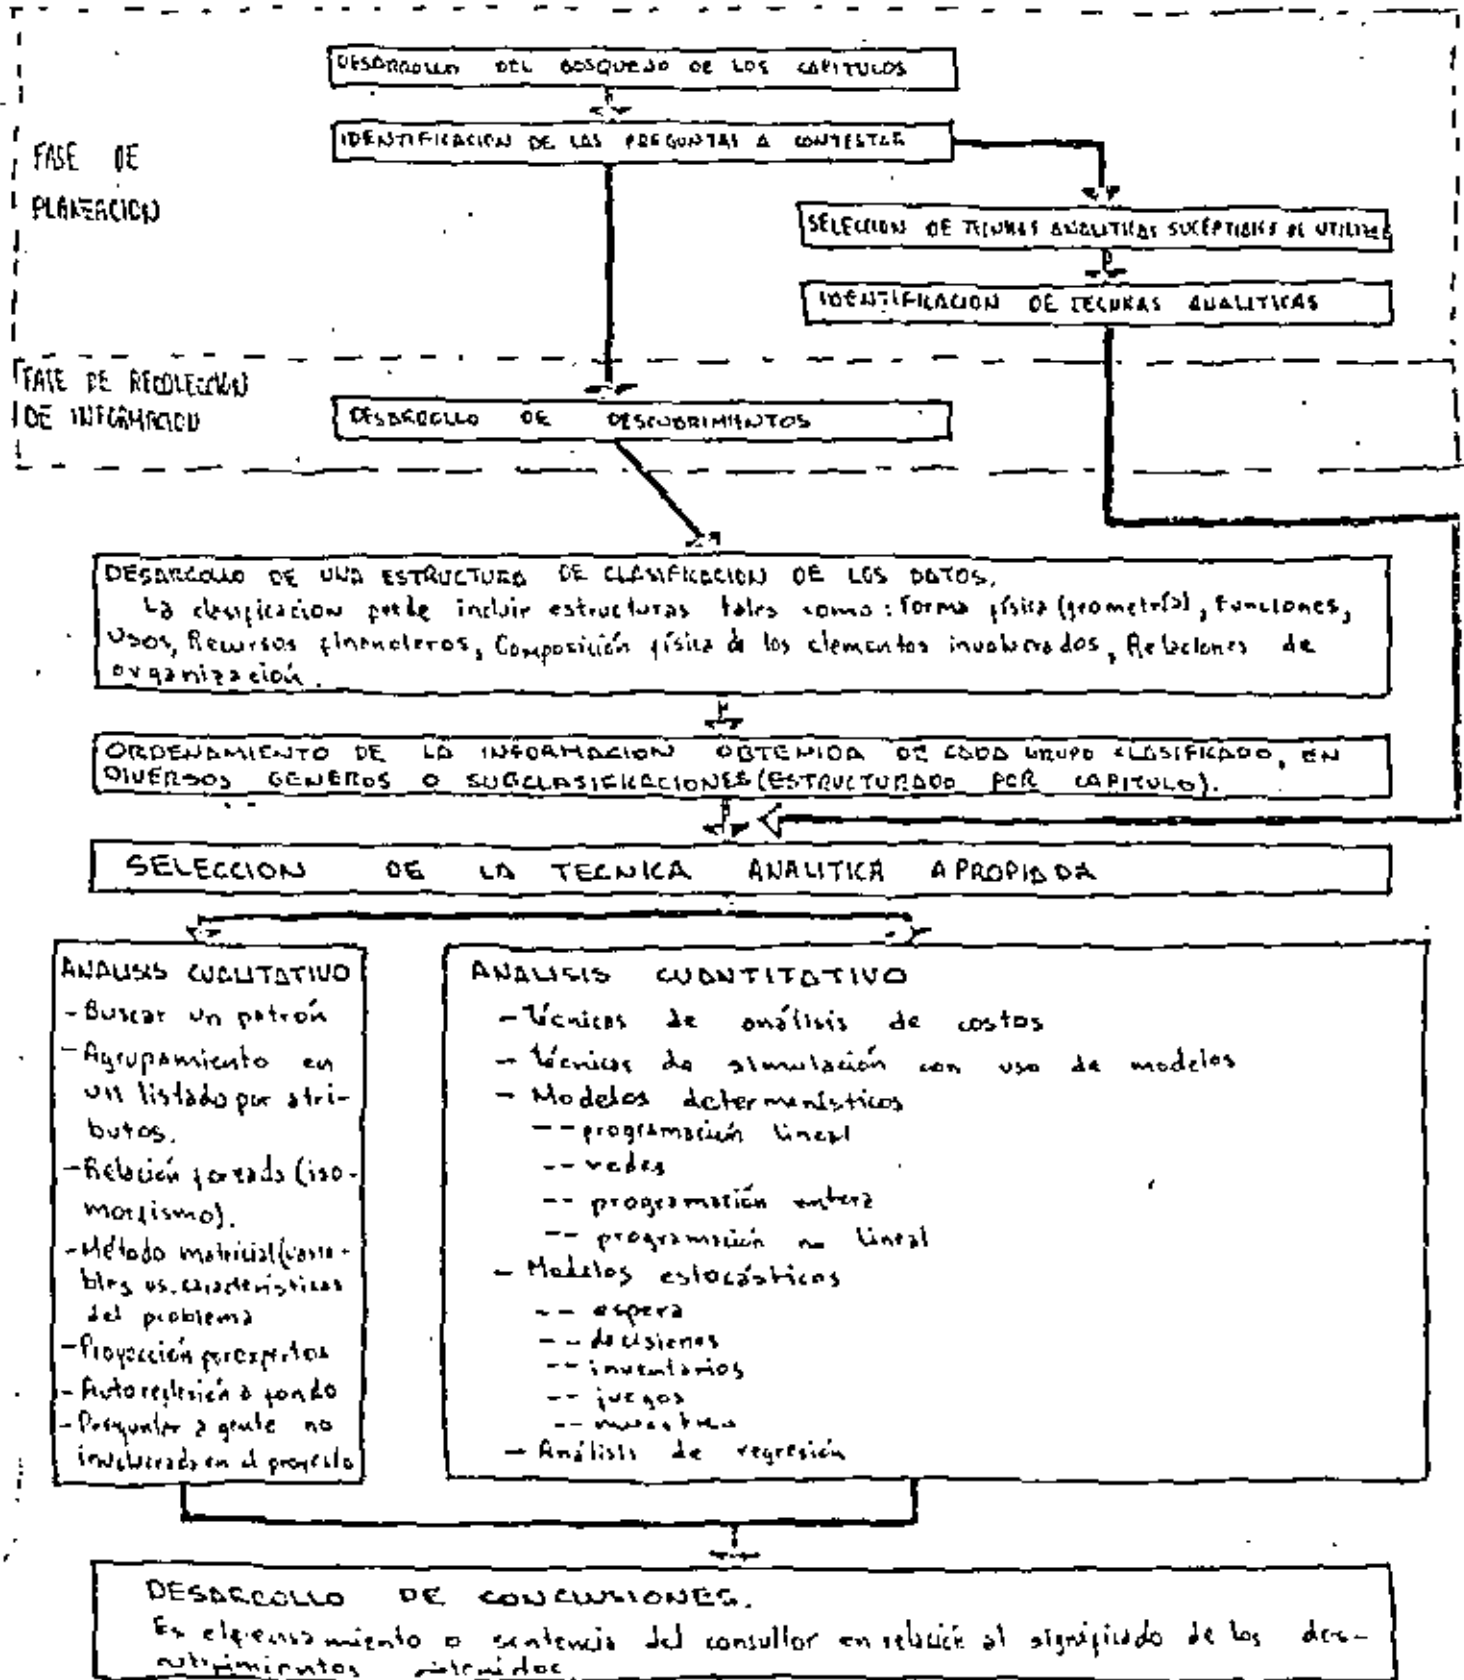 DESARROLLO DEL BOSQUEJO DE LOS CAPITULOS
IDENTIFICACION DE LAS PREGUNTAS A CONTESTAR
FASE DE
PLANEACION
SELECCION DE TECNICAS ANALITICAS SUCEPTIBLES DE UTILIZAR
IDENTIFICACION DE TECNICAS ANALITICAS
FASE DE RECOLECCION
DE INFORMACION
DESARROLLO DE DESCUBRIMIENTOS
DESARROLLO DE UNA ESTRUCTURA DE CLASIFICACION DE LOS DATOS.
La clasificacion puede incluir estructuras tales como: forma física (geometría), Funciones,
Usos, Recursos financieros, Composición física de los elementos involucrados, Relaciones de
organización.
ORDENAMIENTO DE LA INFORMACION OBTENIDA DE CADA GRUPO CLASIFICADO, EN
DIVERSOS GENEROS O SUBCLASIFICACIONES (ESTRUCTURADO POR CAPITULO).
SELECCION DE LA TECNICA ANALITICA APROPIADA
ANALISIS CUALITATIVO
- Buscar un patrón
- Agrupamiento en
un listado por atri-
butos.
- Relación forzada (iso-
morfismo).
- Método matricial (varia-
bles vs. características
del problema
- Proyección por expertos
- Autoreflexión a fondo
- Preguntar a gente no
involucrada en el proyecto
ANALISIS CUANTITATIVO
- Técnicas de análisis de costos
- Técnicas de simulación con uso de modelos
- Modelos determinísticos
-- programación lineal
-- redes
-- programación entera
-- programación no lineal
- Modelos estocásticos
-- espera
-- decisiones
-- inventarios
-- juegos
-- muestreo
- Análisis de regresión
DESARROLLO DE CONCLUSIONES.
Es el pensamiento o sentencia del consultor en relación al significado de los des-
cubrimientos obtenidos